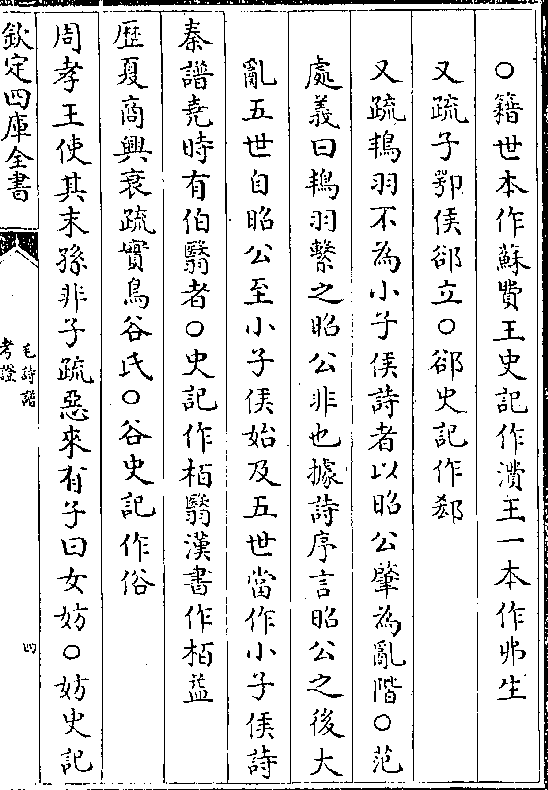 ○籍世本作蘇費王史記作潰王一本作弗生
又疏子鄂侯郤立○郤史記作郄
又疏鴇羽不為小子侯詩者以昭公肇為亂階○范
處義曰鴇羽繫之昭公非也據詩序言昭公之後大
亂五世自昭公至小子侯始及五世當作小子侯詩
秦譜堯時有伯翳者○史記作栢翳漢書作栢益
歷夏商興衰疏實鳥谷氏○谷史記作俗
周孝王使其末孫非子疏惡來有子曰女妨○妨史記
欽定四庫全書
毛詩譜
考證
四